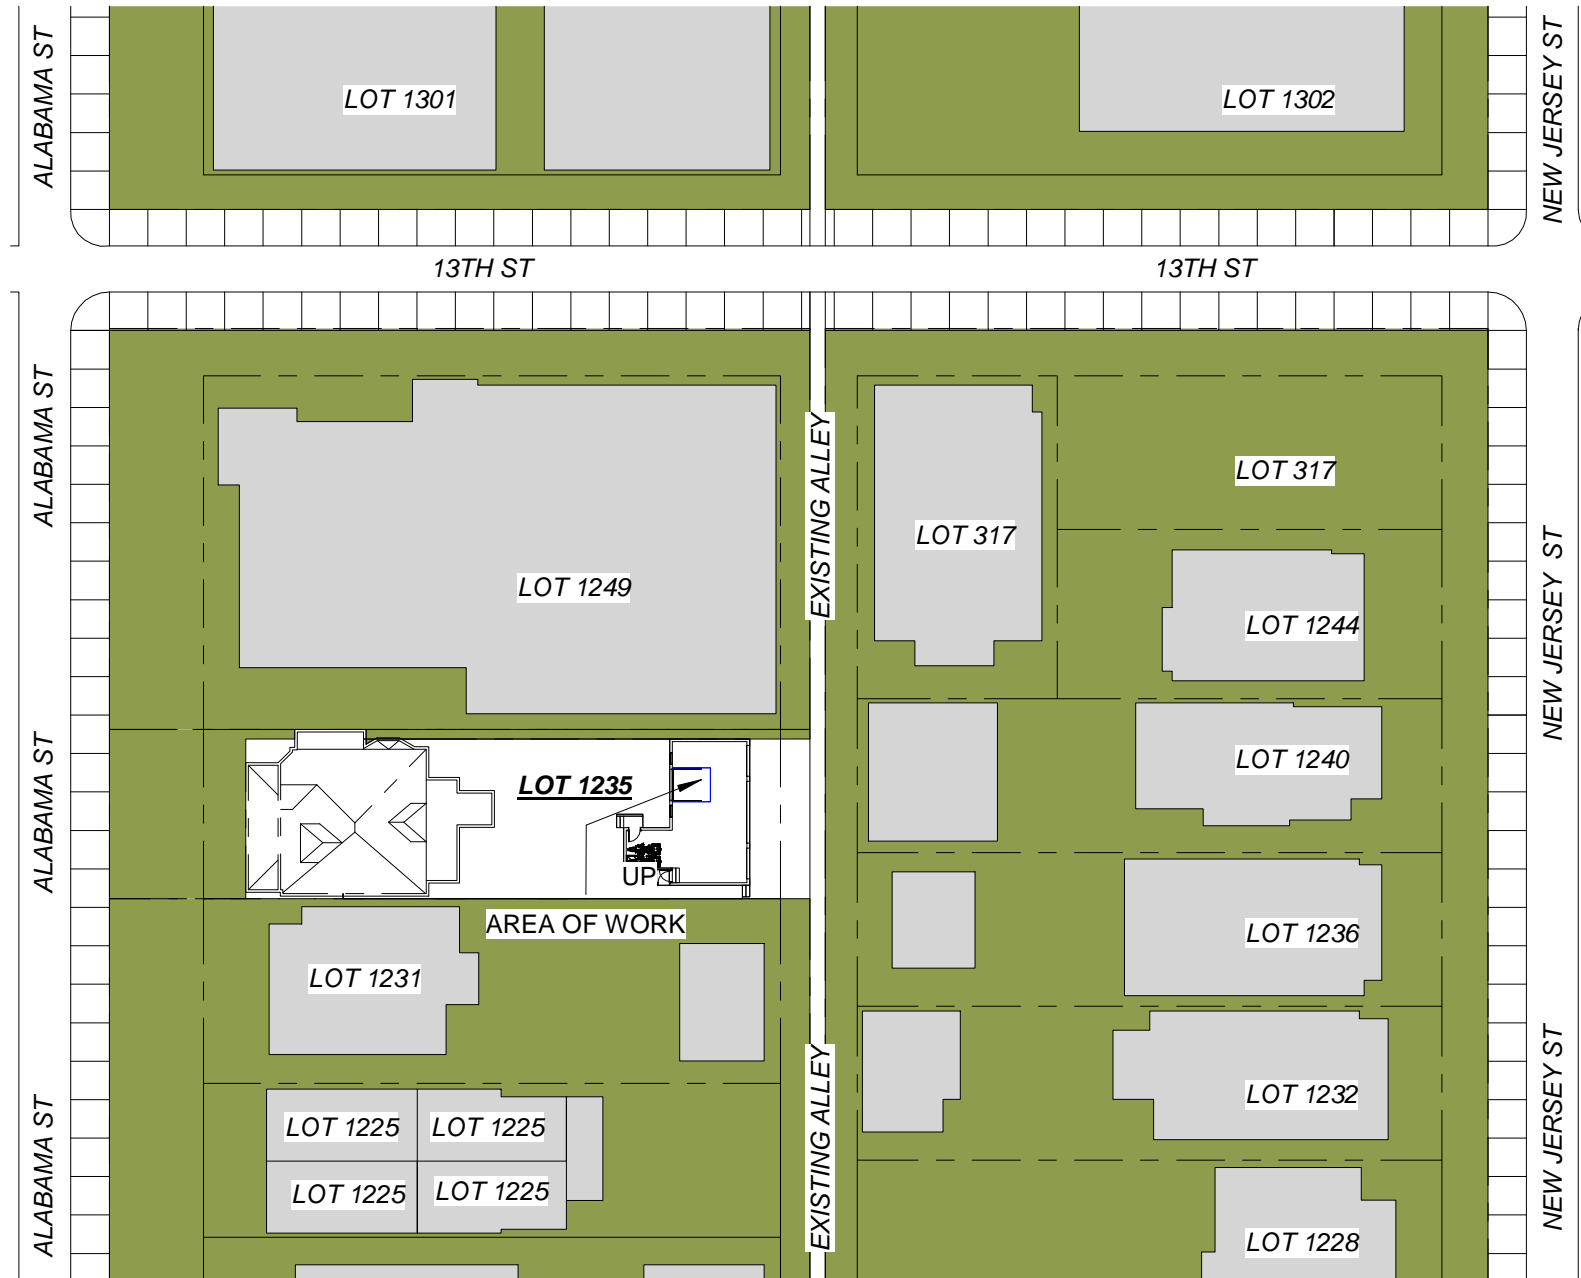 ALABAMA ST
LOT 1301
LOT 1302
NEW JERSEY ST
13TH ST
13TH ST
ALABAMA ST
EXISTING ALLEY
LOT 317
LOT 317
LOT 1249
LOT 1244
NEW JERSEY ST
ALABAMA ST
LOT 1235
LOT 1240
UP
AREA OF WORK
LOT 1236
LOT 1231
EXISTING ALLEY
NEW JERSEY ST
LOT 1232
ALABAMA ST
LOT 1225
LOT 1225
LOT 1225
LOT 1225
LOT 1228